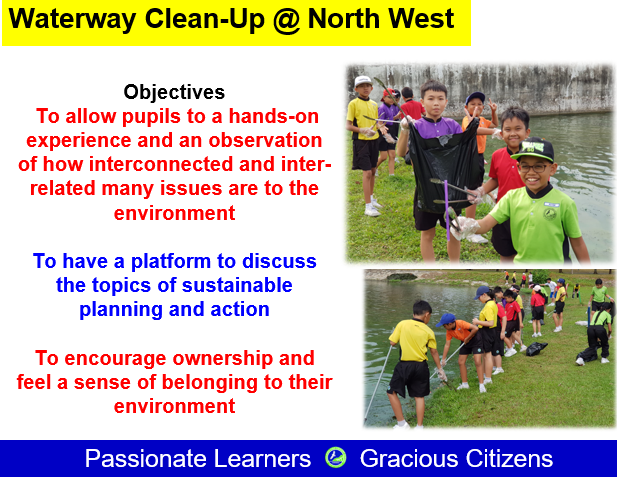 Waterway Clean-Up @ North West
Objectives
To allow pupils to a hands-on
experience and an observation
of how interconnected and inter-
related many issues are to the
environment
To have a platform to discuss
the topics of sustainable
planning and action
To encourage ownership and
feel a sense of belonging to their
environment
Passionate Learners Gracious Citizens